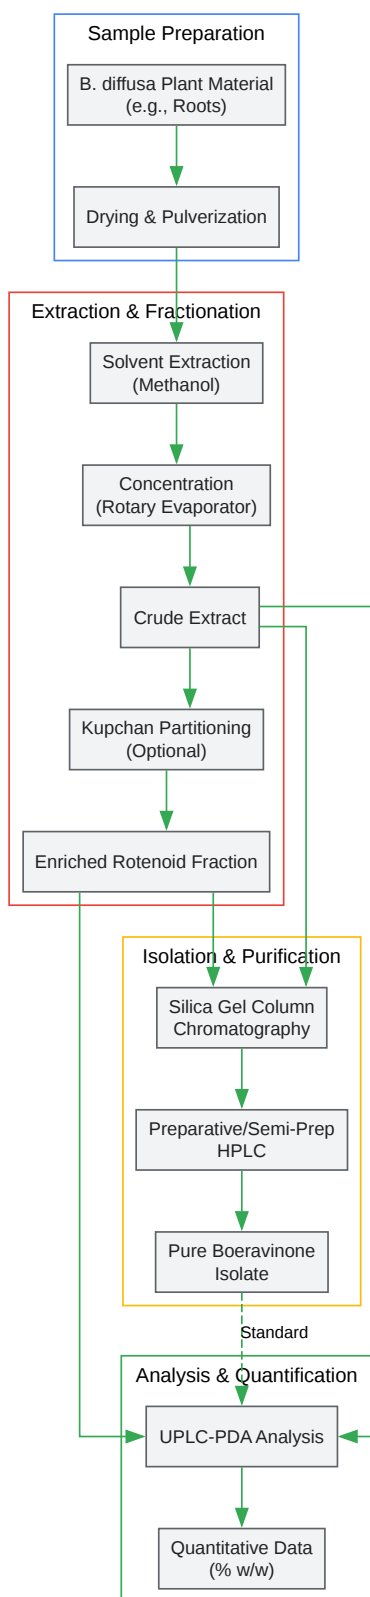 Sample Preparation
B. diffusa Plant Material
(e.g., Roots)
Drying & Pulverization
Extraction & Fractionation
Solvent Extraction
(Methanol)
Concentration
(Rotary Evaporator)
Crude Extract
Kupchan Partitioning
(Optional)
Enriched Rotenoid Fraction
Isolation & Purification
Silica Gel Column
Chromatography
Preparative/Semi-Prep
HPLC
Pure Boeravinone
Isolate
Standard
Analysis & Quantification
UPLC-PDA Analysis
Quantitative Data
(% w/w)